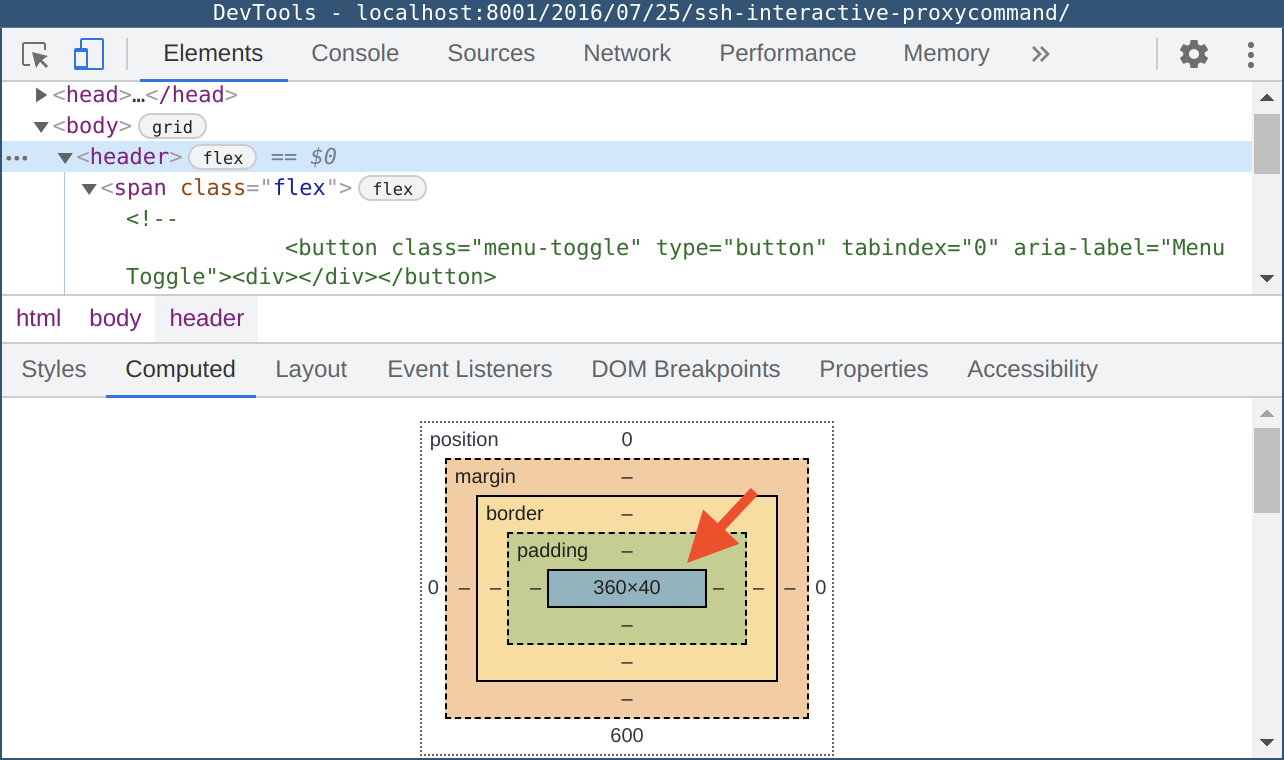 DevTools - localhost:8001/2016/07/25/ssh-interactive-proxycommand/
Elements Console Sources Network Performance Memory »
▶<head>…</head>
▼<body> grid
… ▼<header> flex == $0
▼<span class="flex"> flex
<!--
<button class="menu-toggle" type="button" tabindex="0" aria-label="Menu
Toggle"><div></div></button>
html body header
Styles Computed Layout Event Listeners DOM Breakpoints Properties Accessibility
position 0
margin –
border –
padding –
0 – – – 360×40 – – – 0
–
–
–
600